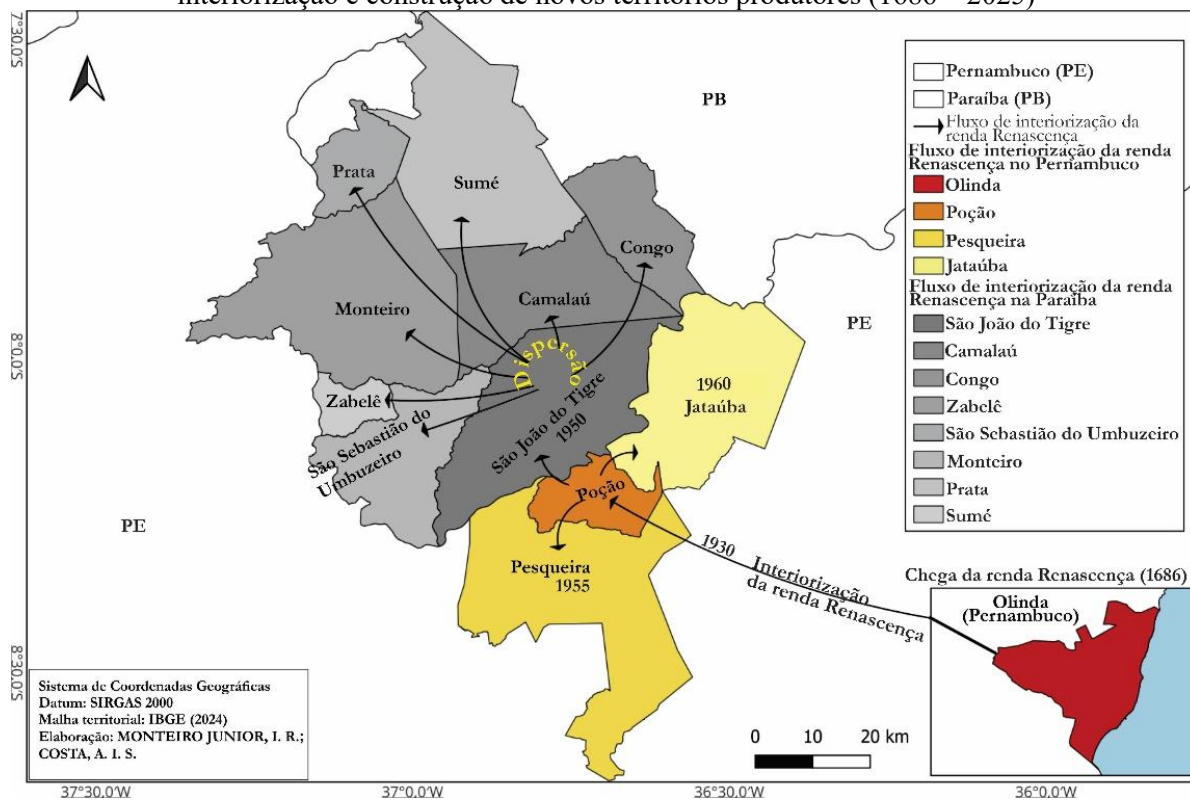 interiorização e construção de novos territórios produtores (1686 – 2025)
7°30.0'S
8°0.0'S
8°30.0'S
PB
PE
PE
Prata
Sumé
Congo
Camalaú
Monteiro
Dispersão
Zabelê
São Sebastião do
Umbuzeiro
São João do Tigre
1950
1960
Jataúba
Poção
Pesqueira
1955
1930 Interiorização
da renda Renascença
Pernambuco (PE)
Paraíba (PB)
Fluxo de interiorização da
renda Renascença
Fluxo de interiorização da renda
Renascença no Pernambuco
Olinda
Poção
Pesqueira
Jataúba
Fluxo de interiorização da renda
Renascença na Paraíba
São João do Tigre
Camalaú
Congo
Zabelê
São Sebastião do Umbuzeiro
Monteiro
Prata
Sumé
Chega da renda Renascença (1686)
Olinda
(Pernambuco)
Sistema de Coordenadas Geográficas
Datum: SIRGAS 2000
Malha territorial: IBGE (2024)
Elaboração: MONTEIRO JUNIOR, I. R.;
COSTA, A. I. S.
0 10 20 km
37°30.0'W
37°0.0'W
36°30.0'W
36°0.0'W